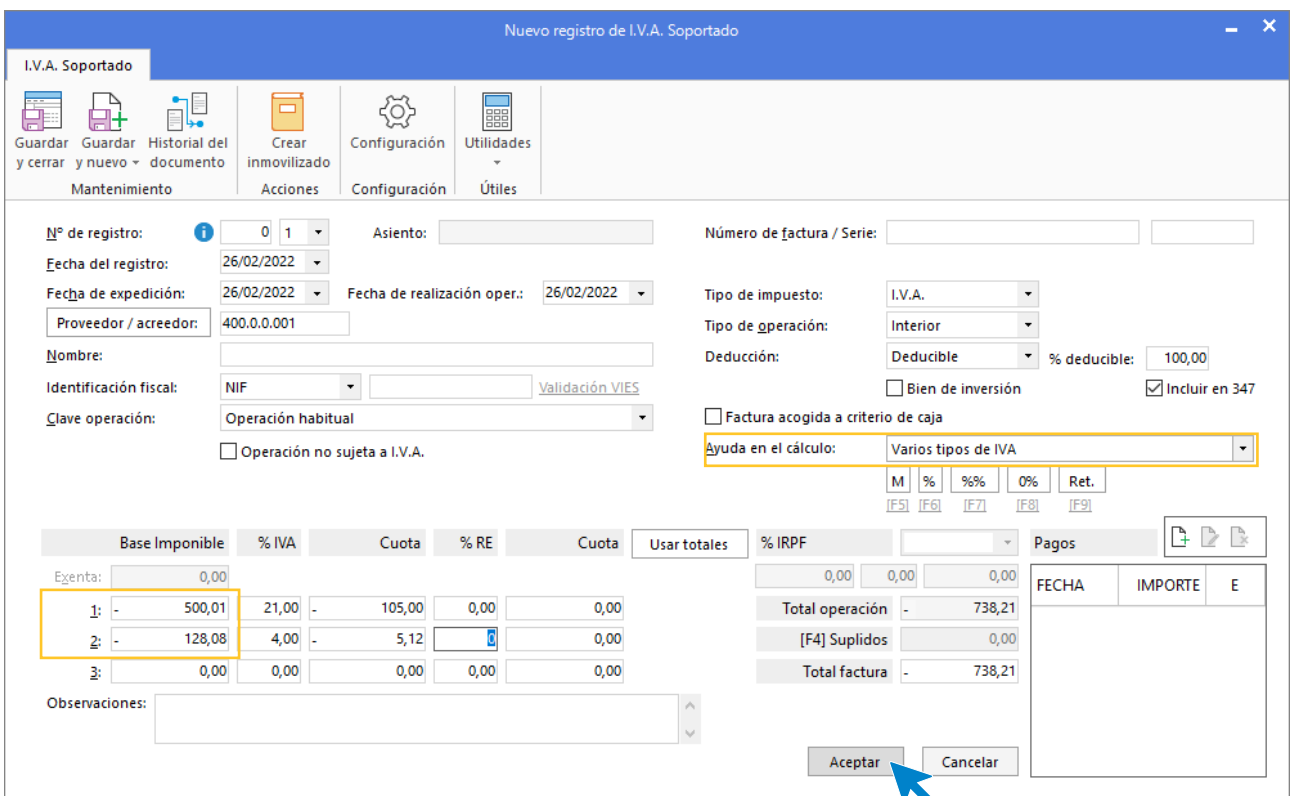 Nuevo registro de I.V.A. Soportado
I.V.A. Soportado
Guardar y cerrar
Guardar y nuevo
Historial del documento
Crear inmovilizado
Configuración
Utilidades
Mantenimiento
Acciones
Configuración
Útiles
Nº de registro: 0 1 Asiento: Número de factura / Serie:
Fecha del registro: 26/02/2022
Fecha de expedición: 26/02/2022 Fecha de realización oper.: 26/02/2022 Tipo de impuesto: I.V.A.
Proveedor / acreedor: 400.0.0.001 Tipo de operación: Interior
Nombre: Deducción: Deducible % deducible: 100,00
Identificación fiscal: NIF Validación VIES Bien de inversión Incluir en 347
Clave operación: Operación habitual Factura acogida a criterio de caja
Operación no sujeta a I.V.A. Ayuda en el cálculo: Varios tipos de IVA
M % %% 0% Ret.
[F5] [F6] [F7] [F8] [F9]
Base Imponible % IVA Cuota % RE Cuota Usar totales % IRPF Pagos
Exenta: 0,00 0,00 0,00 0,00 FECHA IMPORTE E
1: - 500,01 21,00 - 105,00 0,00 0,00 Total operación - 738,21
2: - 128,08 4,00 - 5,12 0 0,00 [F4] Suplidos 0,00
3: 0,00 0,00 0,00 0,00 0,00 Total factura - 738,21
Observaciones:
Aceptar Cancelar